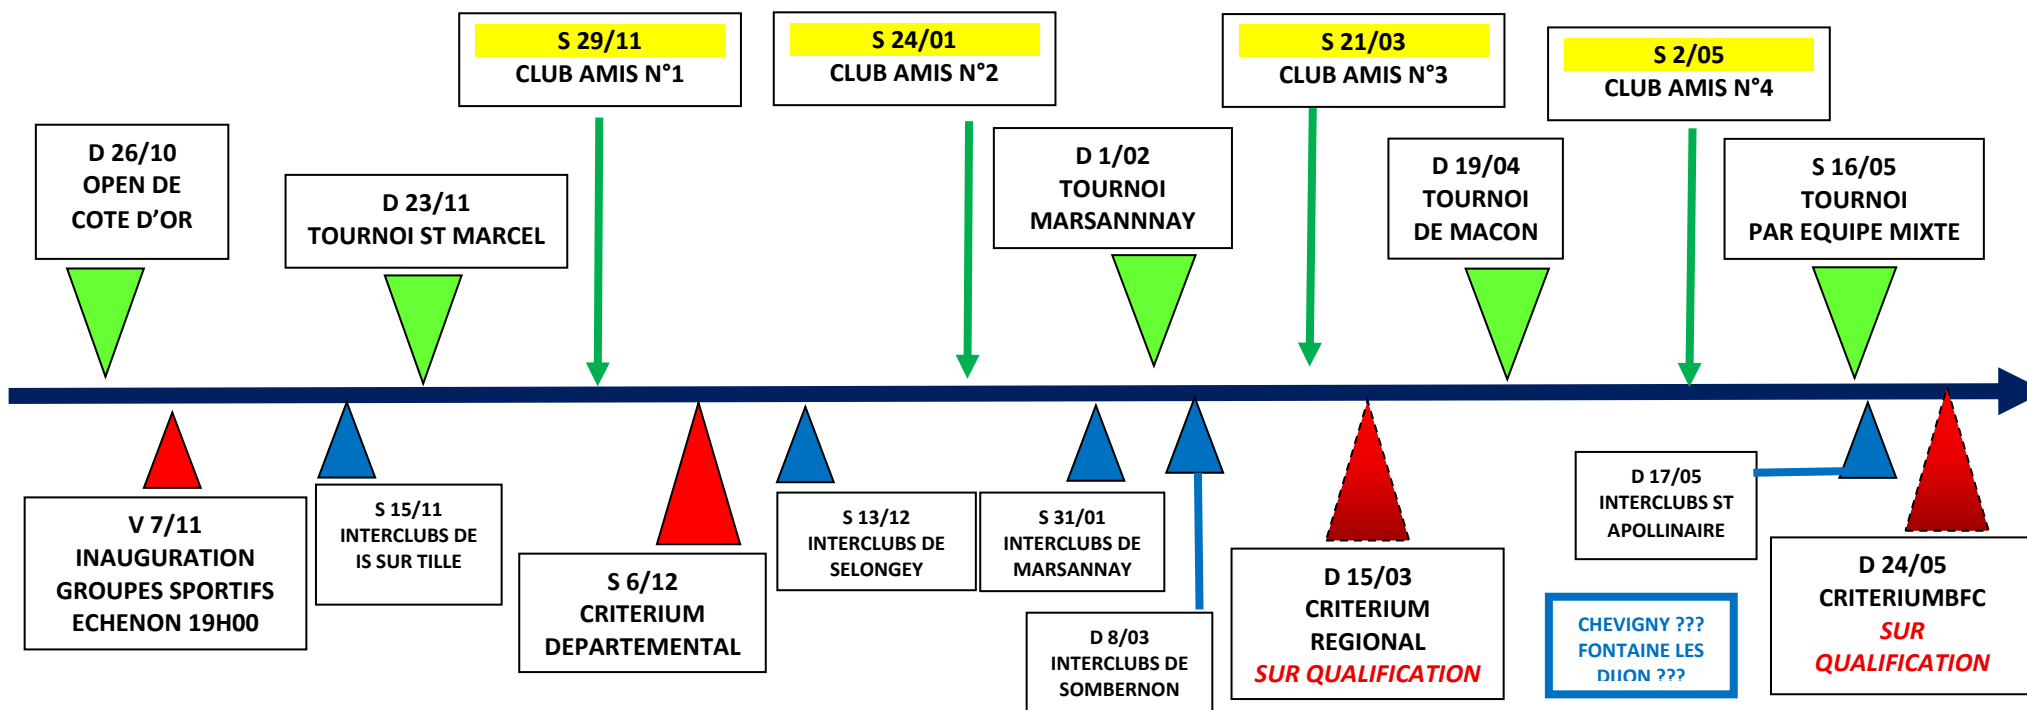 S 29/11
CLUB AMIS N°1
S 24/01
CLUB AMIS N°2
S 21/03
CLUB AMIS N°3
S 2/05
CLUB AMIS N°4
D 26/10
OPEN DE
COTE D'OR
D 23/11
TOURNOI ST MARCEL
D 1/02
TOURNOI
MARSANNNAY
D 19/04
TOURNOI
DE MACON
S 16/05
TOURNOI
PAR EQUIPE MIXTE
V 7/11
INAUGURATION
GROUPES SPORTIFS
ECHENON 19H00
S 15/11
INTERCLUBS DE
IS SUR TILLE
S 6/12
CRITERIUM
DEPARTEMENTAL
S 13/12
INTERCLUBS DE
SELONGEY
S 31/01
INTERCLUBS DE
MARSANNAY
D 8/03
INTERCLUBS DE
SOMBERNON
D 15/03
CRITERIUM
REGIONAL
SUR QUALIFICATION
D 17/05
INTERCLUBS ST
APOLLINAIRE
CHEVIGNY ???
FONTAINE LES
DIJON ???
D 24/05
CRITERIUMBFC
SUR
QUALIFICATION